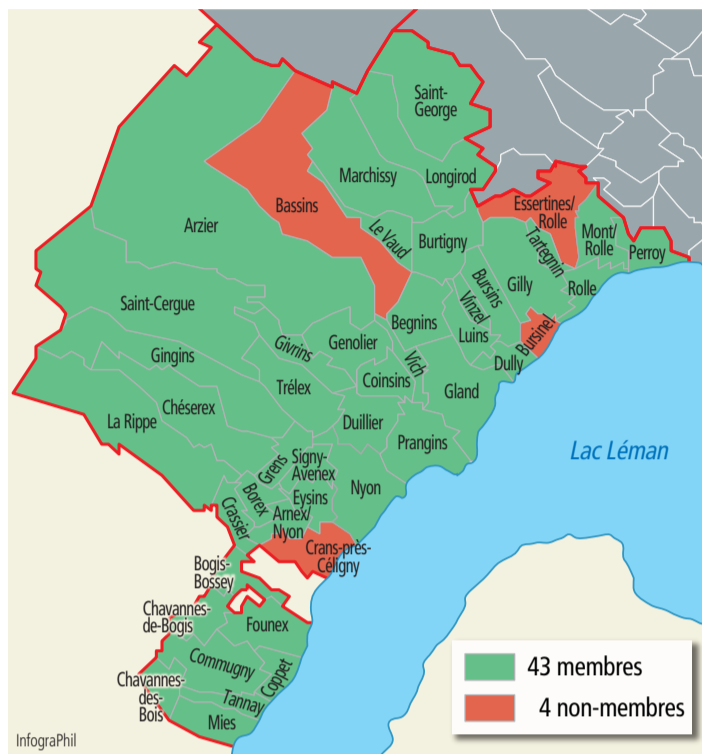 Saint-
George
Marchissy
Longirod
Essertines/
Rolle
Bassins
Arzier
Le Vaud
Burtigny
Tartegnin
Mont/
Rolle
Perroy
Bursins
Gilly
Rolle
Saint-Cergue
Vinzel
Begnins
Luins
Bursinel
Givrins
Genolier
Gingins
Vich
Dully
Coinsins
Trélex
Gland
Chéserex
La Rippe
Duillier
Prangins
Lac Léman
Grens
Signy-
Avenex
Nyon
Borex
Eysins
Crassier
Arnex/
Nyon
Crans-près-
Céligny
Bogis-
Bossey
Chavannes-
de-Bogis
Founex
Commugny
Coppet
Chavannes-
des-
Bois
Tannay
Mies
43 membres
4 non-membres
InfograPhil